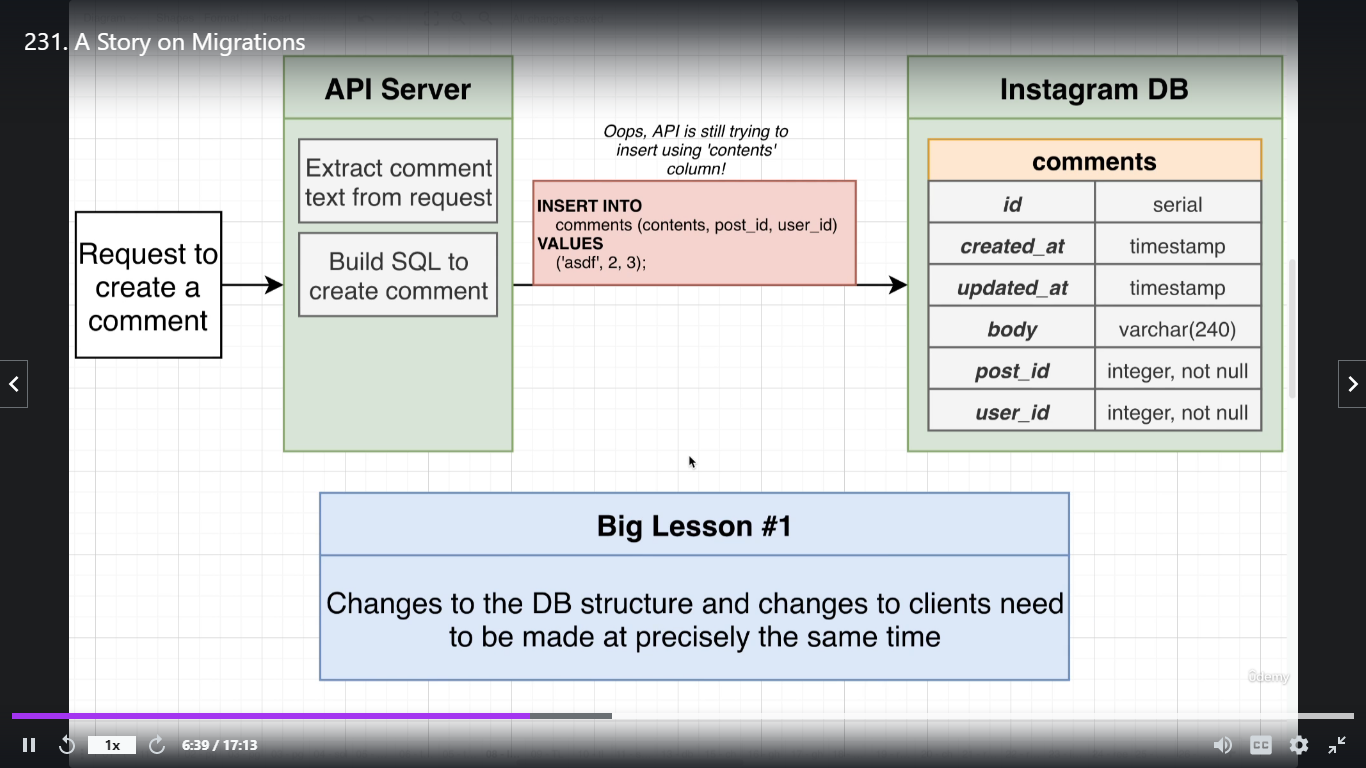 231. A Story on Migrations
API Server
Instagram DB
Oops, API is still trying to
insert using 'contents'
column!
Extract comment
text from request
Build SQL to
create comment
Request to
create a
comment
INSERT INTO
comments (contents, post_id, user_id)
VALUES
('asdf', 2, 3);
comments
id serial
created_at timestamp
updated_at timestamp
body varchar(240)
post_id integer, not null
user_id integer, not null
Big Lesson #1
Changes to the DB structure and changes to clients need
to be made at precisely the same time
ûdemy
1x
6:39 / 17:13
CC